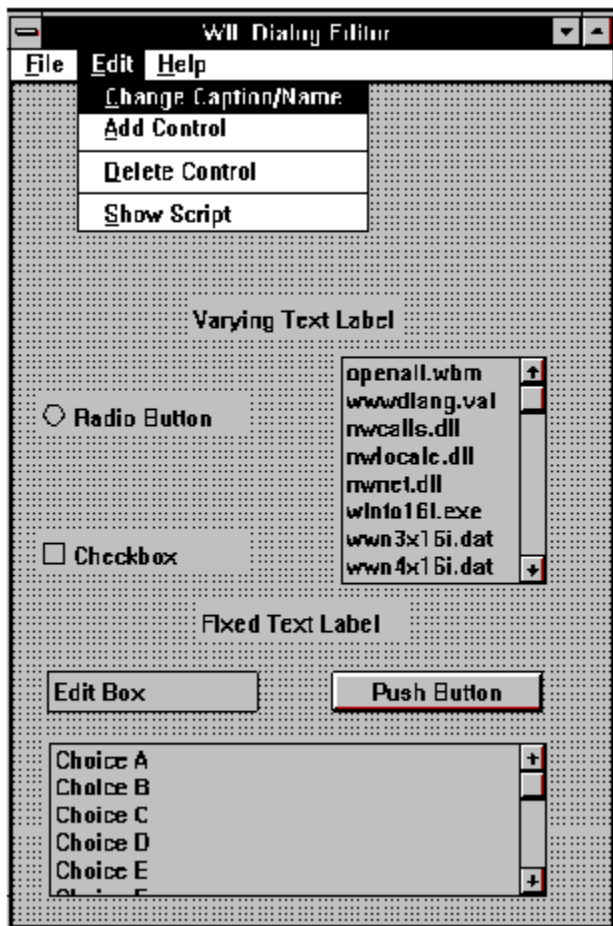 WIL Dialog Editor
File Edit Help
Change Caption/Name
Add Control
Delete Control
Show Script
Varying Text Label
openall.wbm
wwwdlang.val
nwcalls.dll
nwlocale.dll
nwnet.dll
winfo16i.exe
wwn3x16i.dat
wwn4x16i.dat
Radio Button
Checkbox
Fixed Text Label
Edit Box
Push Button
Choice A
Choice B
Choice C
Choice D
Choice E